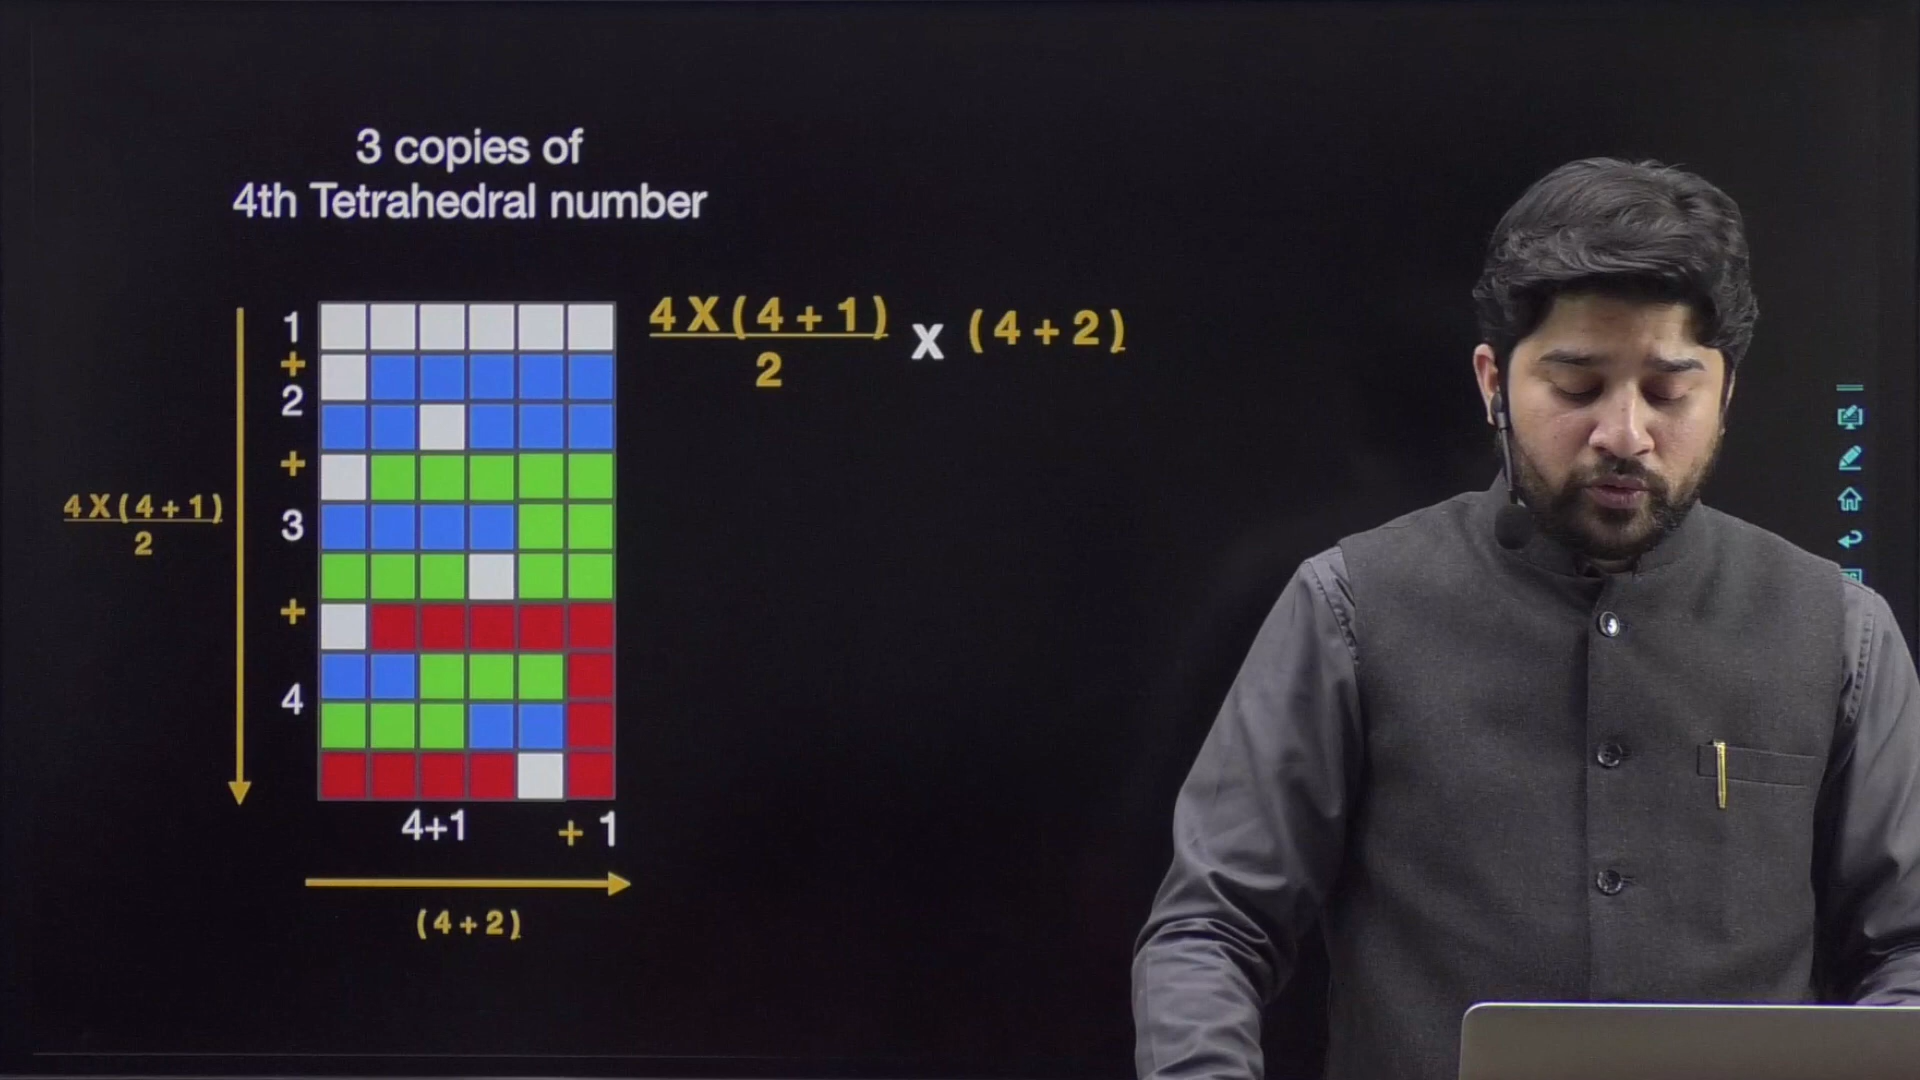 3 copies of
4th Tetrahedral number
4 X ( 4 + 1 )
2
x ( 4 + 2 )
1
+
2
+
3
+
4
4 X ( 4 + 1 )
2
4+1 + 1
( 4 + 2 )